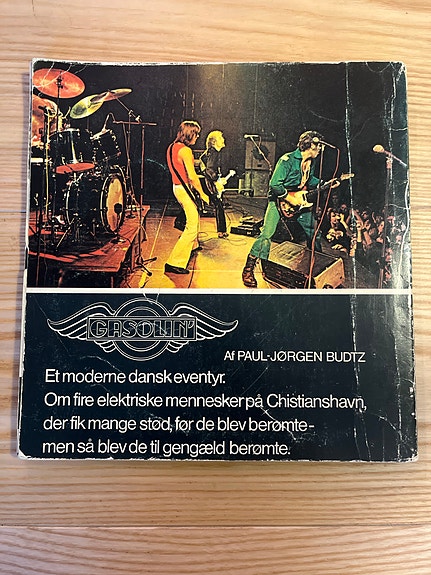 GASOLIN'
Af PAUL-JØRGEN BUDTZ
Et moderne dansk eventyr.
Om fire elektriske mennesker på Chistianshavn,
der fik mange stød, før de blev berømte-
men så blev de til gengæld berømte.